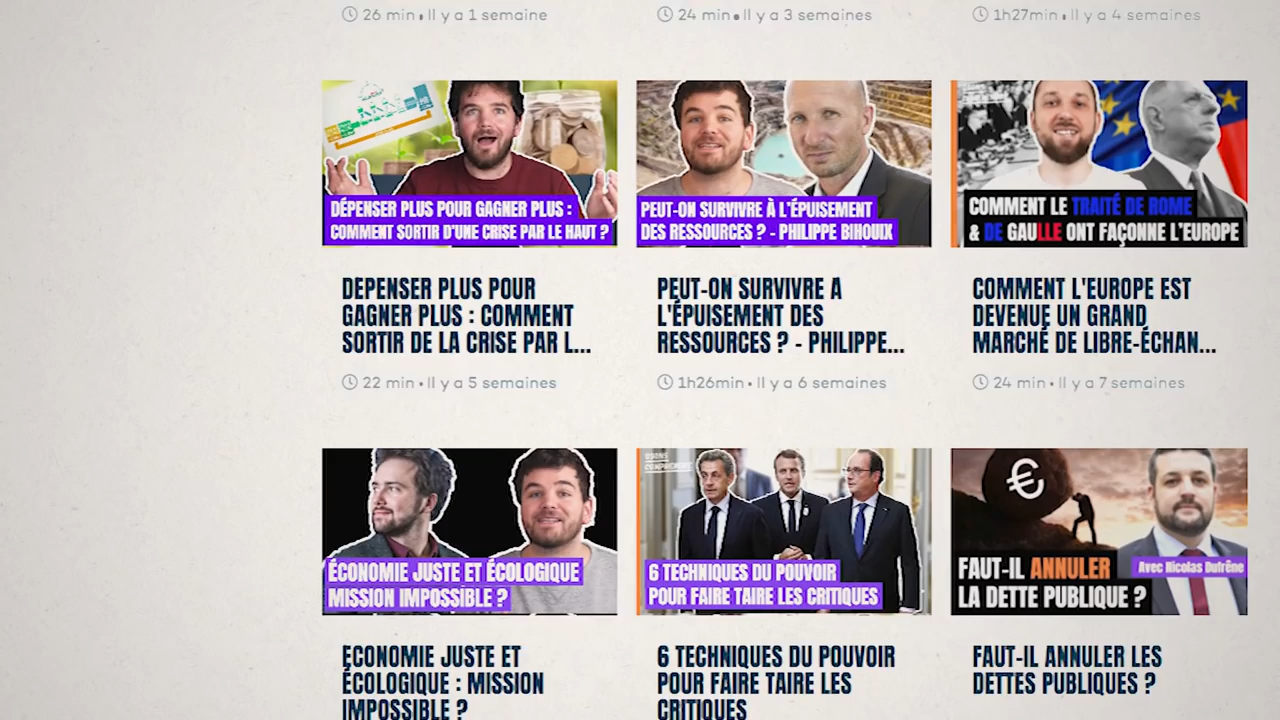 26 min • Il y a 1 semaine
24 min • Il y a 3 semaines
1h27min • Il y a 4 semaines
DÉPENSER PLUS POUR GAGNER PLUS :
COMMENT SORTIR D'UNE CRISE PAR LE HAUT ?
PEUT-ON SURVIVRE À L'ÉPUISEMENT
DES RESSOURCES ? - PHILIPPE BIHOUIX
COMMENT LE TRAITÉ DE ROME
& DE GAULLE ONT FAÇONNE L'EUROPE
DEPENSER PLUS POUR
GAGNER PLUS : COMMENT
SORTIR DE LA CRISE PAR L...
PEUT-ON SURVIVRE A
L'ÉPUISEMENT DES
RESSOURCES ? - PHILIPPE...
COMMENT L'EUROPE EST
DEVENUE UN GRAND
MARCHÉ DE LIBRE-ÉCHAN...
22 min • Il y a 5 semaines
1h26min • Il y a 6 semaines
24 min • Il y a 7 semaines
ÉCONOMIE JUSTE ET ÉCOLOGIQUE
MISSION IMPOSSIBLE ?
6 TECHNIQUES DU POUVOIR
POUR FAIRE TAIRE LES CRITIQUES
€
FAUT-IL ANNULER
LA DETTE PUBLIQUE ?
Avec Nicolas Dufrêne
ÉCONOMIE JUSTE ET
ÉCOLOGIQUE : MISSION
IMPOSSIBLE ?
6 TECHNIQUES DU POUVOIR
POUR FAIRE TAIRE LES
CRITIQUES
FAUT-IL ANNULER LES
DETTES PUBLIQUES ?